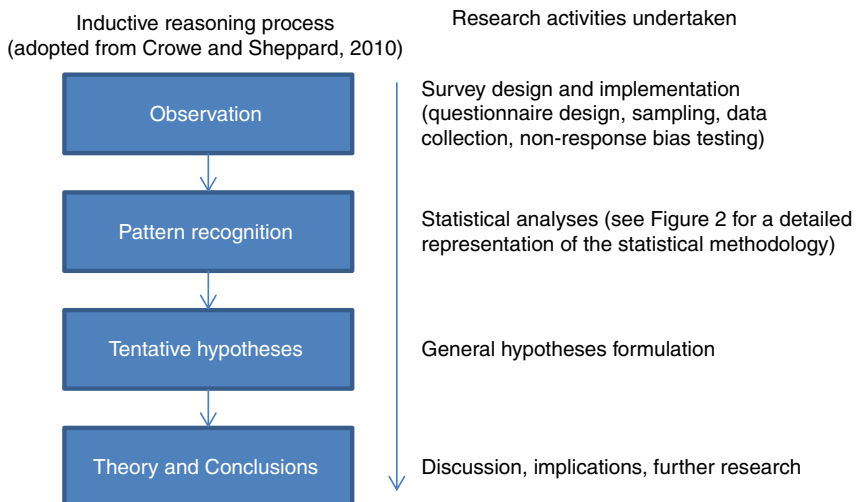 Inductive reasoning process
(adopted from Crowe and Sheppard, 2010)
Research activities undertaken
Observation
Survey design and implementation
(questionnaire design, sampling, data
collection, non-response bias testing)
Pattern recognition
Statistical analyses (see Figure 2 for a detailed
representation of the statistical methodology)
Tentative hypotheses
General hypotheses formulation
Theory and Conclusions
Discussion, implications, further research